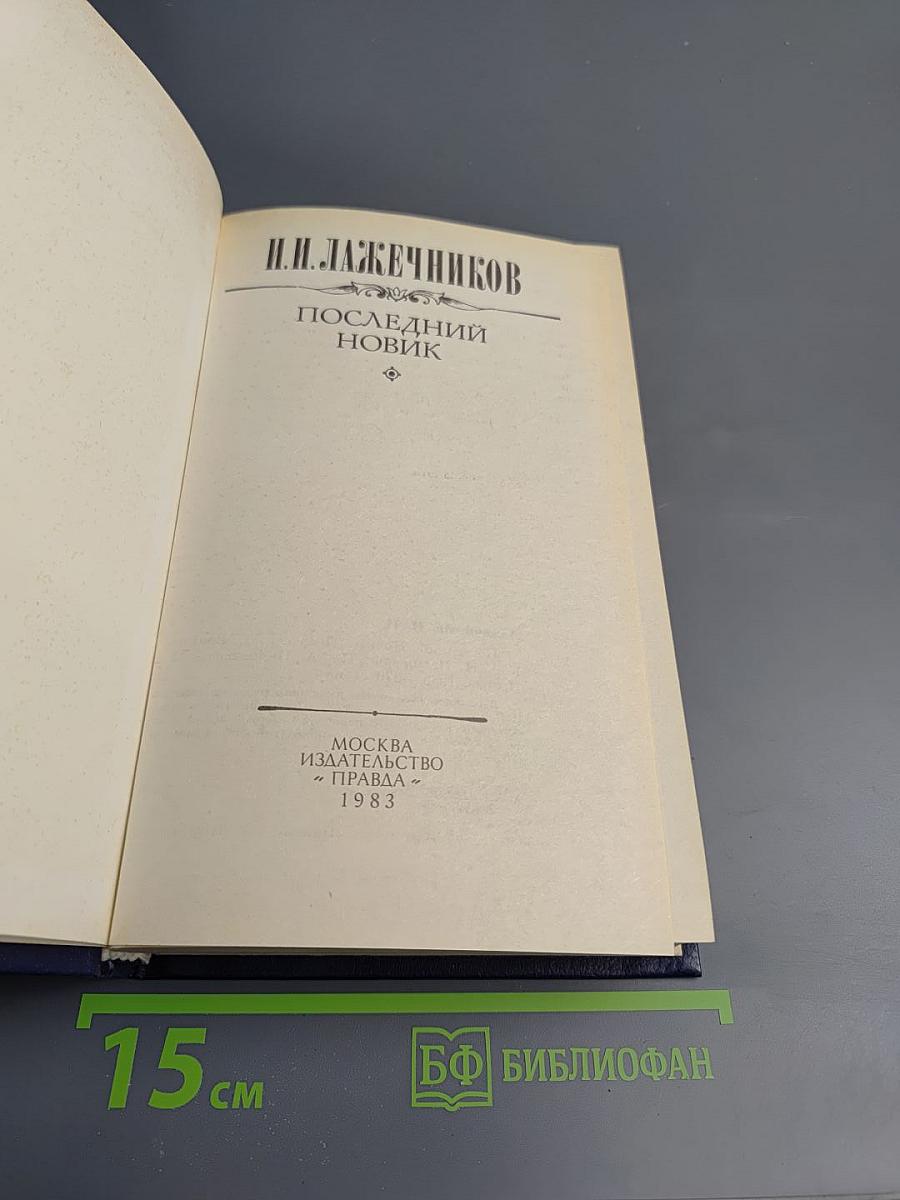 И.И.ЛАЖЕЧНИКОВ
ПОСЛЕДНИЙ
НОВИК
МОСКВА
ИЗДАТЕЛЬСТВО
„ПРАВДА“
1983
15 см
БФ БИБЛИОФАН